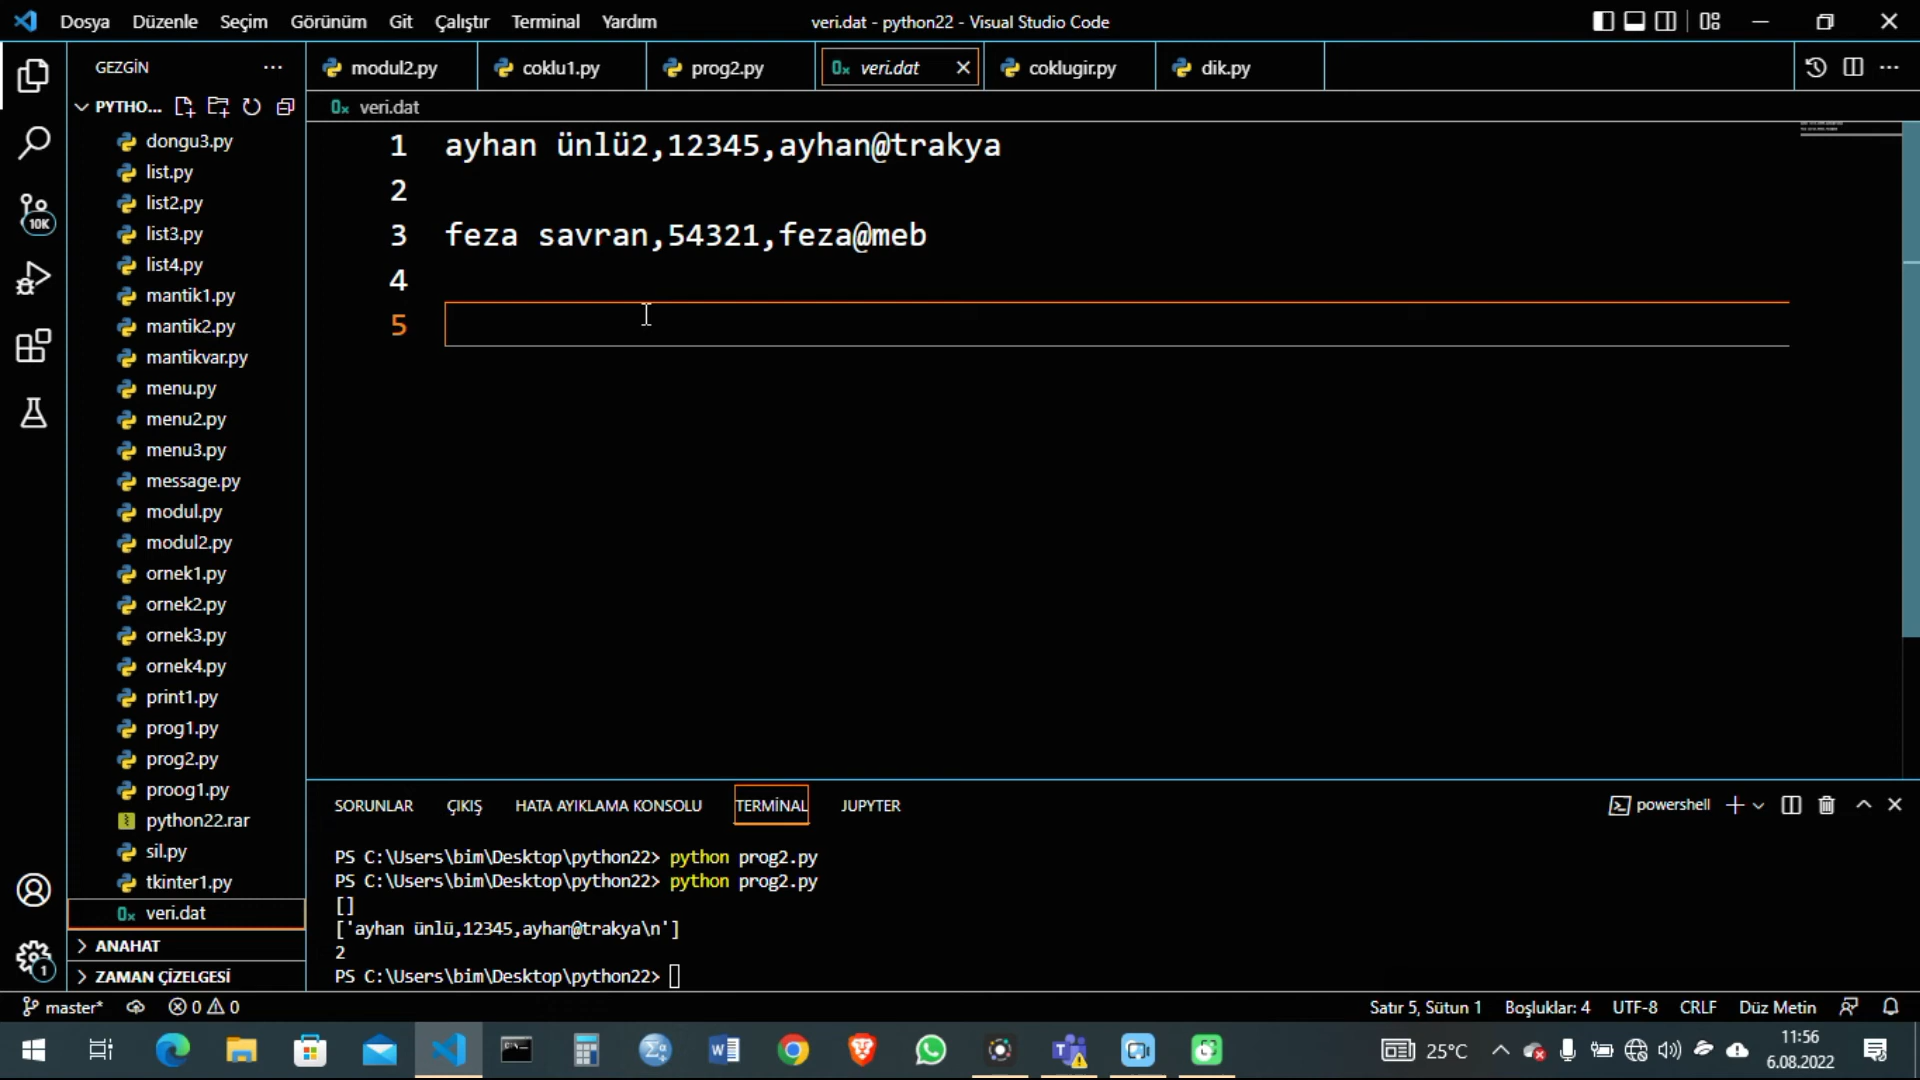 Dosya Düzenle Seçim Görünüm Git Çalıştır Terminal Yardım
veri.dat - python22 - Visual Studio Code
GEZGİN
modul2.py coklu1.py prog2.py veri.dat coklugir.py dik.py
PYTHO...
veri.dat
dongu3.py
list.py
list2.py
list3.py
list4.py
mantik1.py
mantik2.py
mantikvar.py
menu.py
menu2.py
menu3.py
message.py
modul.py
modul2.py
ornek1.py
ornek2.py
ornek3.py
ornek4.py
print1.py
prog1.py
prog2.py
proog1.py
python22.rar
sil.py
tkinter1.py
veri.dat
ANAHAT
ZAMAN ÇİZELGESİ
10K
1
1 ayhan ünlü2,12345,ayhan@trakya
2
3 feza savran,54321,feza@meb
4
5
SORUNLAR ÇIKIŞ HATA AYIKLAMA KONSOLU TERMİNAL JUPYTER
powershell
PS C:\Users\bim\Desktop\python22> python prog2.py
PS C:\Users\bim\Desktop\python22> python prog2.py
[]
['ayhan ünlü,12345,ayhan@trakya\n']
2
PS C:\Users\bim\Desktop\python22>
master* 0 0
Satır 5, Sütun 1 Boşluklar: 4 UTF-8 CRLF Düz Metin
25°C
11:56
6.08.2022